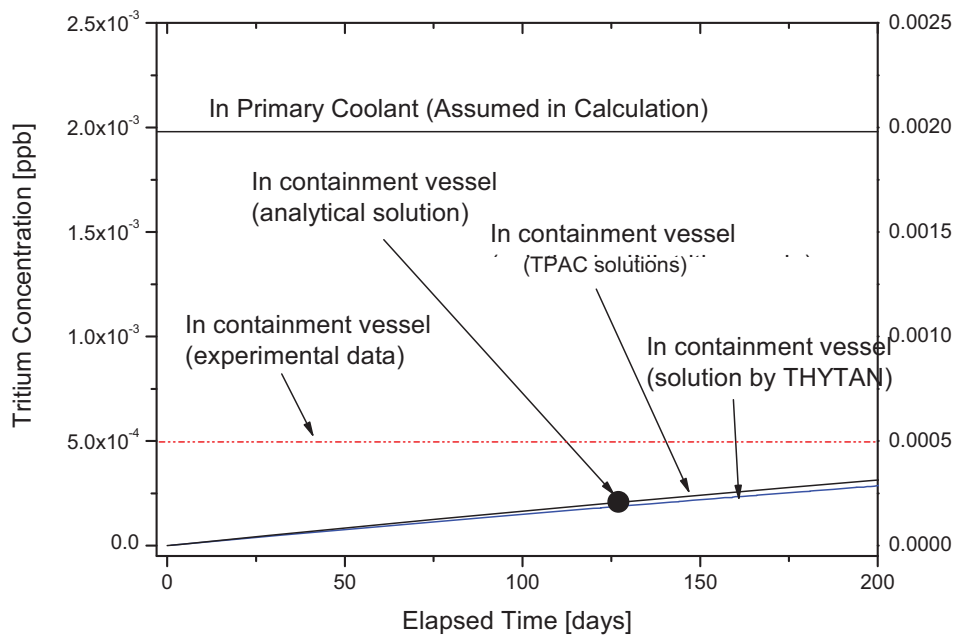 2.5x10⁻³
2.0x10⁻³
1.5x10⁻³
1.0x10⁻³
5.0x10⁻⁴
0.0
Tritium Concentration [ppb]
In Primary Coolant (Assumed in Calculation)
In containment vessel
(analytical solution)
In containment vessel
(TPAC solutions)
In containment vessel
(experimental data)
In containment vessel
(solution by THYTAN)
0.0025
0.0020
0.0015
0.0010
0.0005
0.0000
0 50 100 150 200
Elapsed Time [days]